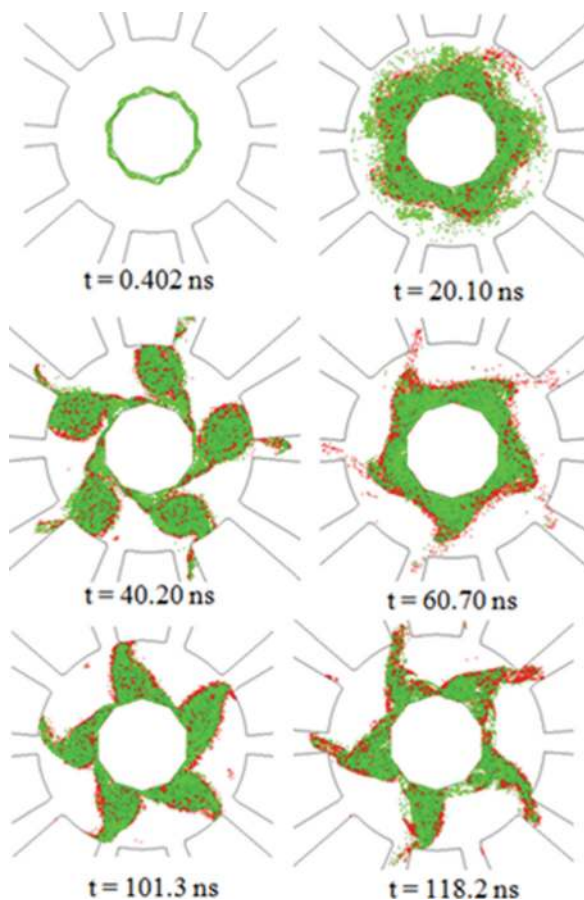 t = 0.402 ns
t = 20.10 ns
t = 40.20 ns
t = 60.70 ns
t = 101.3 ns
t = 118.2 ns